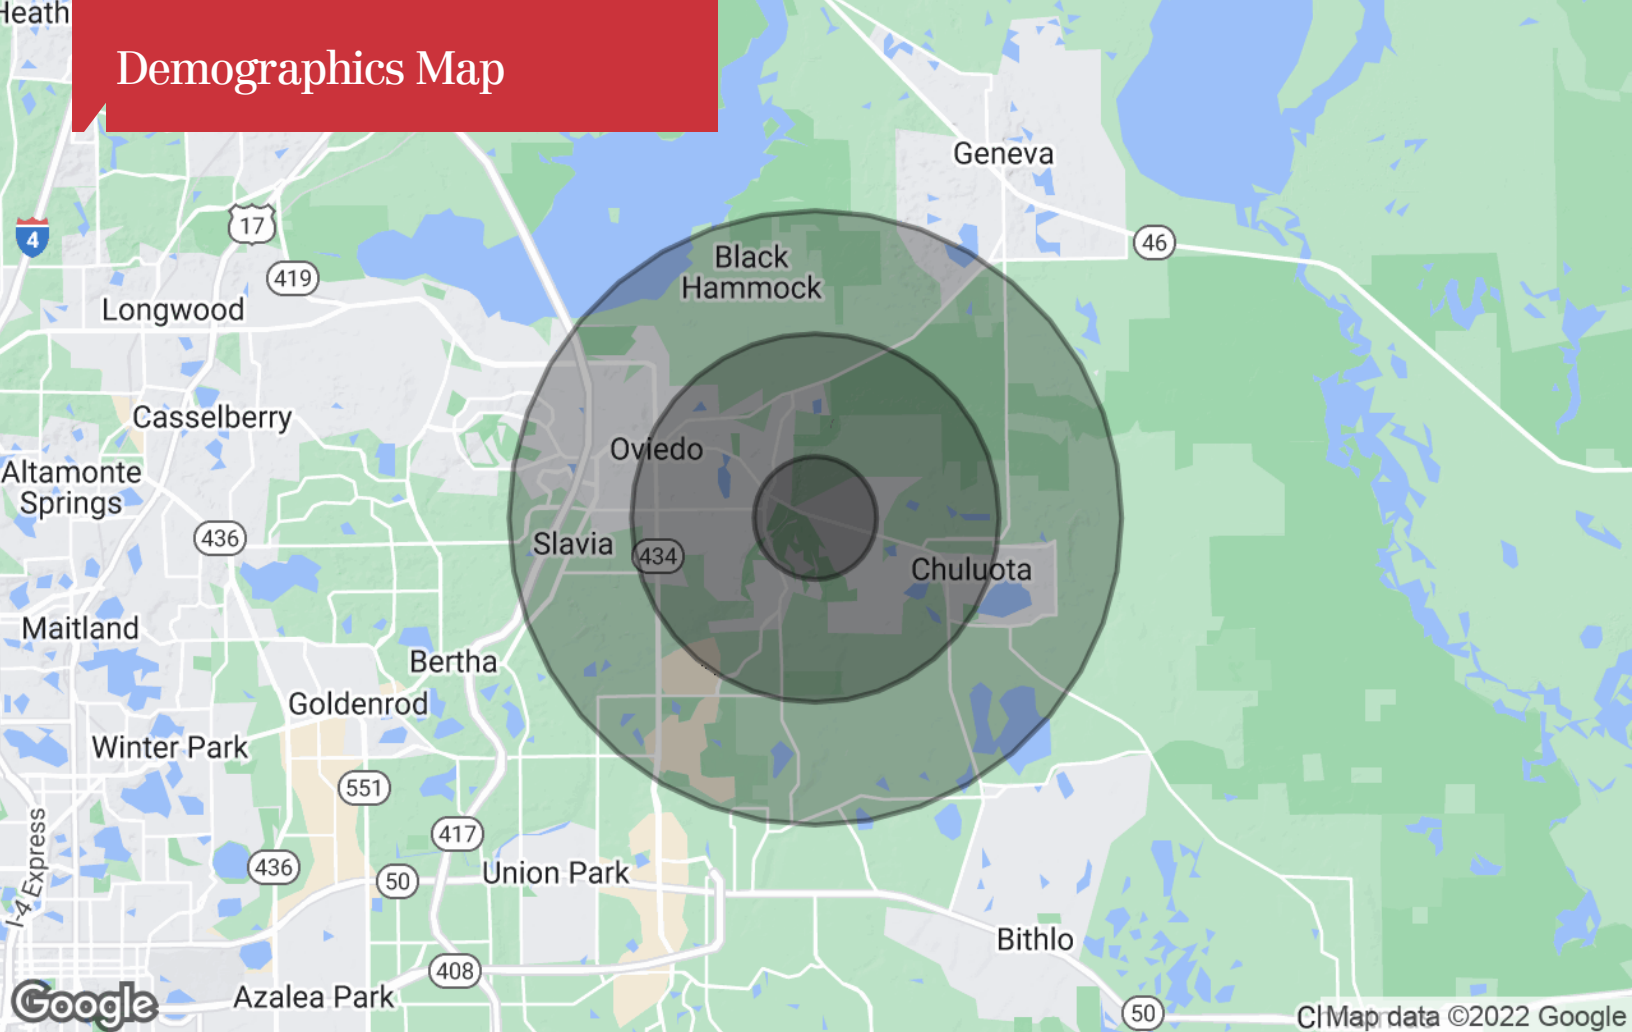 Heath
Demographics Map
Geneva
17
4
46
Black
Hammock
419
Longwood
Casselberry
Oviedo
Altamonte
Springs
436
Slavia
434
Chuluota
Maitland
Bertha
Goldenrod
Winter Park
551
417
I-4 Express
436
50
Union Park
Bithlo
408
Azalea Park
Google
50
Map data ©2022 Google